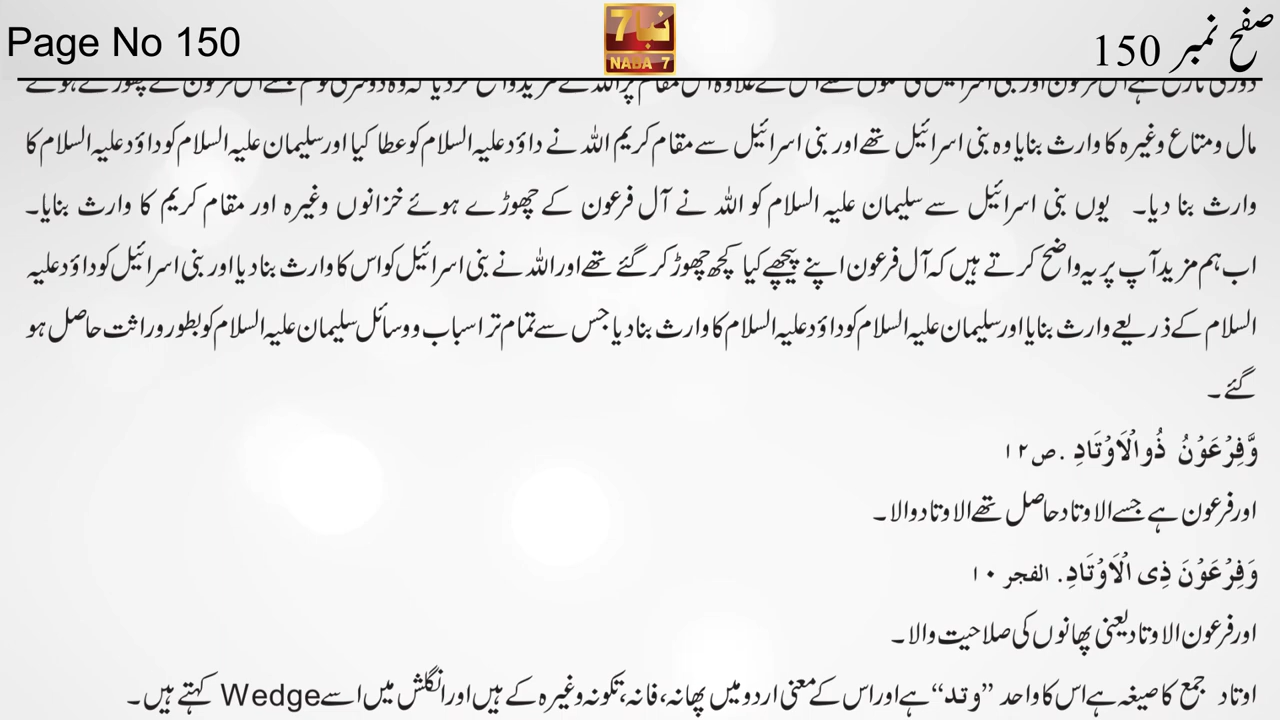 Page No 150
نبا 7
NABA 7
صفحہ نمبر 150
مال ومتاع وغیرہ کا وارث بنایا وہ بنی اسرائیل تھے اور بنی اسرائیل سے مقام کریم اللہ نے داؤد علیہ السلام کو عطا کیا اور سلیمان علیہ السلام کو داؤد علیہ السلام کا
وارث بنا دیا۔ یوں بنی اسرائیل سے سلیمان علیہ السلام کو اللہ نے آل فرعون کے چھوڑے ہوئے خزانوں وغیرہ اور مقام کریم کا وارث بنایا۔
اب ہم مزید آپ پر یہ واضح کرتے ہیں کہ آل فرعون اپنے پیچھے کیا کچھ چھوڑ کر گئے تھے اور اللہ نے بنی اسرائیل کو اس کا وارث بنا دیا اور بنی اسرائیل کو داؤد علیہ
السلام کے ذریعے وارث بنایا اور سلیمان علیہ السلام کو داؤد علیہ السلام کا وارث بنا دیا جس سے تمام تر اسباب و وسائل سلیمان علیہ السلام کو بطور وراثت حاصل ہو
گئے۔
وَّفِرْعَوْنُ ذُوالْاَوْتَادِ .ص ۱۲
اور فرعون ہے جسے الاوتاد حاصل تھے الاوتاد والا۔
وَفِرْعَوْنَ ذِی الْاَوْتَادِ. الفجر ۱۰
اور فرعون الاوتاد یعنی پھانوں کی صلاحیت والا۔
اوتاد جمع کا صیغہ ہے اس کا واحد ”وتد“ ہے اور اس کے معنی اردو میں پھانہ، فانہ، تکونہ وغیرہ کے ہیں اور انگلش میں اسے Wedge کہتے ہیں۔